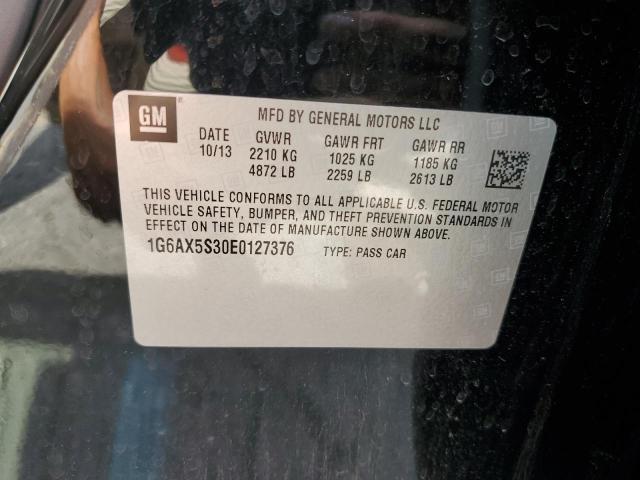 GM
MFD BY GENERAL MOTORS LLC
DATE GVWR GAWR FRT GAWR RR
10/13 2210 KG 1025 KG 1185 KG
4872 LB 2259 LB 2613 LB
THIS VEHICLE CONFORMS TO ALL APPLICABLE U.S. FEDERAL MOTOR
VEHICLE SAFETY, BUMPER, AND THEFT PREVENTION STANDARDS IN
EFFECT ON THE DATE OF MANUFACTURE SHOWN ABOVE.
1G6AX5S30E0127376 TYPE: PASS CAR